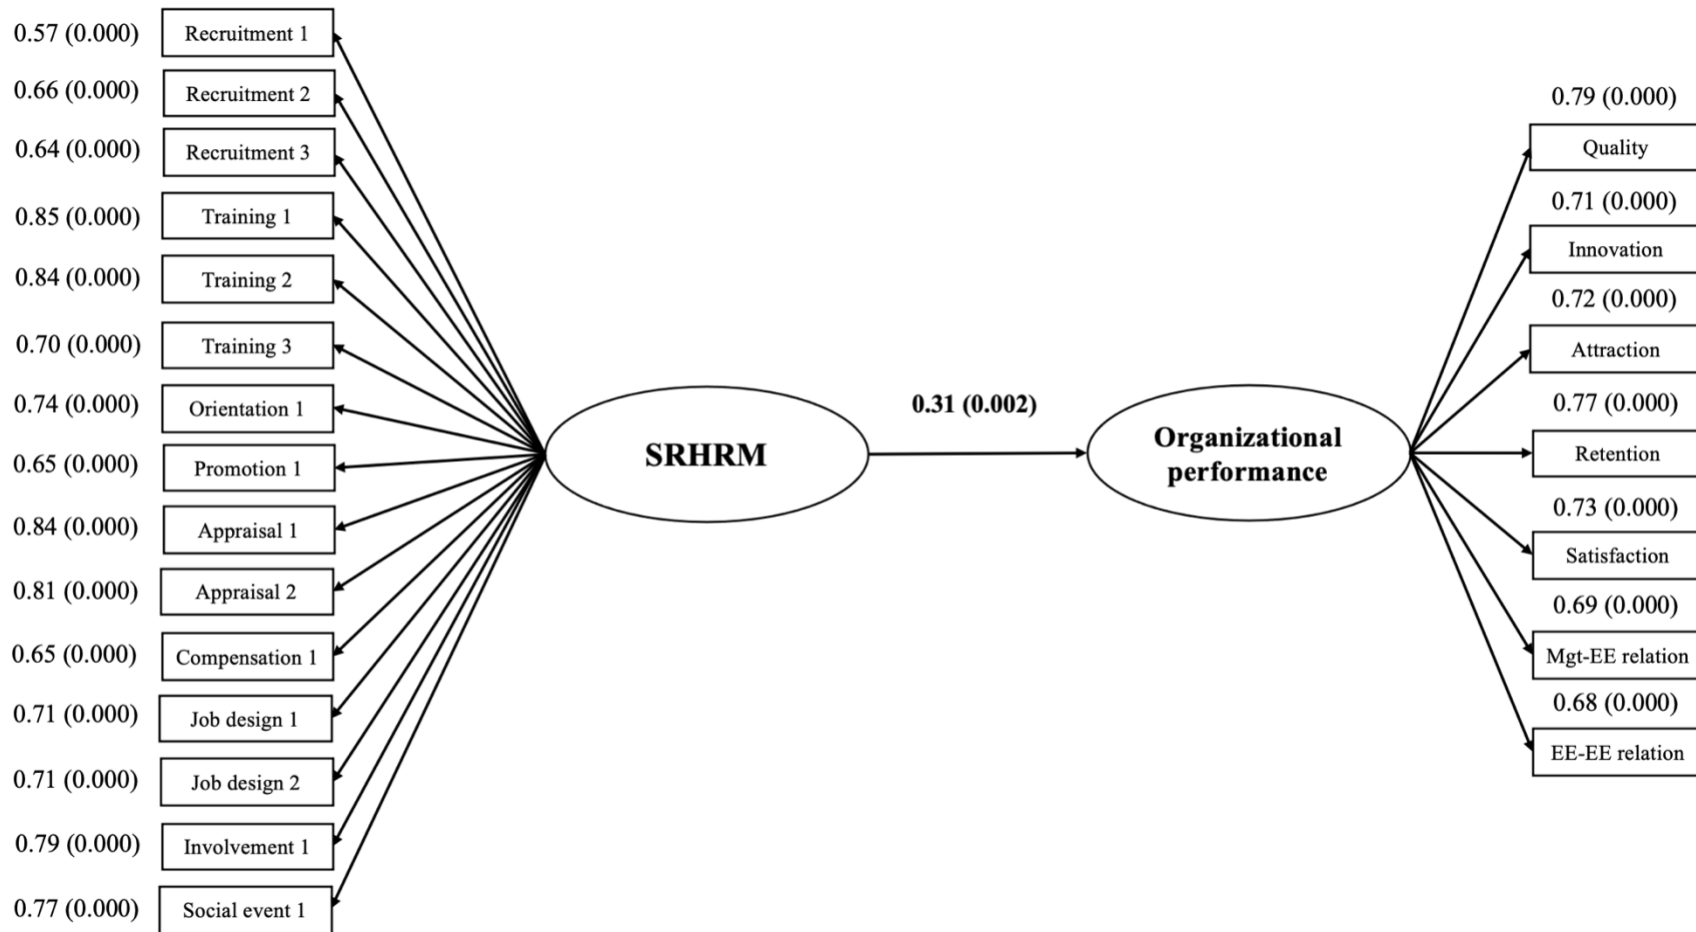 0.57 (0.000) Recruitment 1
0.66 (0.000) Recruitment 2
0.64 (0.000) Recruitment 3
0.85 (0.000) Training 1
0.84 (0.000) Training 2
0.70 (0.000) Training 3
0.74 (0.000) Orientation 1
0.65 (0.000) Promotion 1
0.84 (0.000) Appraisal 1
0.81 (0.000) Appraisal 2
0.65 (0.000) Compensation 1
0.71 (0.000) Job design 1
0.71 (0.000) Job design 2
0.79 (0.000) Involvement 1
0.77 (0.000) Social event 1
SRHRM
0.31 (0.002)
Organizational
performance
0.79 (0.000)
Quality
0.71 (0.000)
Innovation
0.72 (0.000)
Attraction
0.77 (0.000)
Retention
0.73 (0.000)
Satisfaction
0.69 (0.000)
Mgt-EE relation
0.68 (0.000)
EE-EE relation